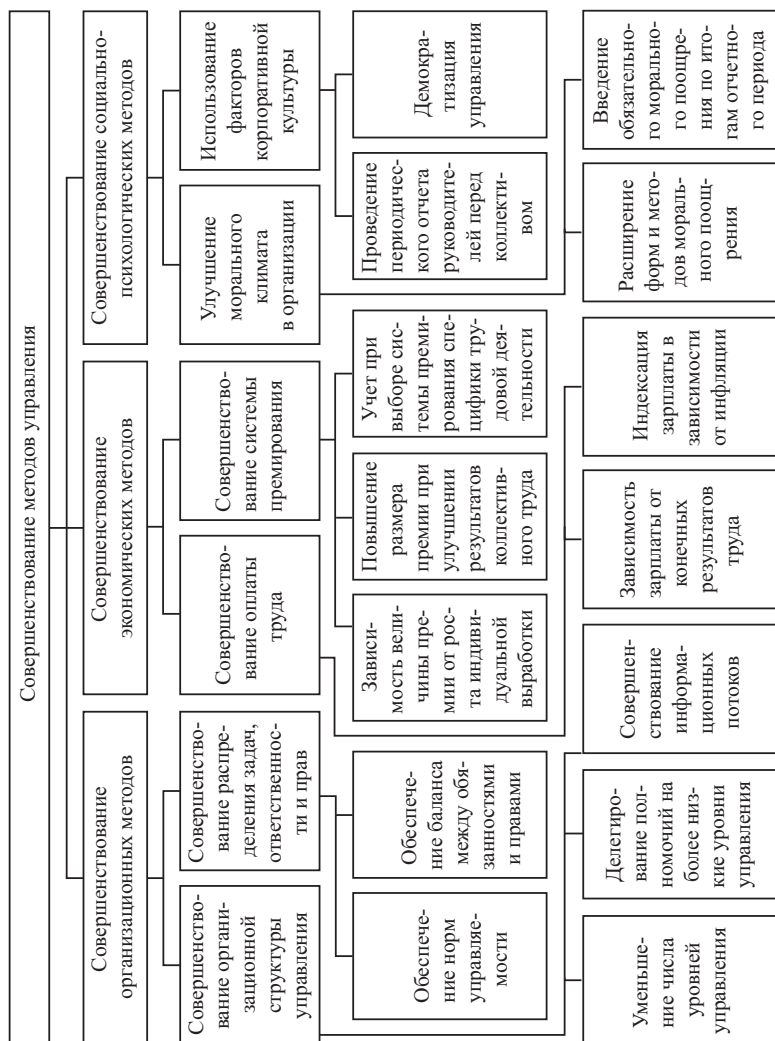 Совершенствование методов управления
Совершенствование
организационных методов
Совершенствование
экономических методов
Совершенствование социально-
психологических методов
Совершенство-
вание органи-
зационной
структуры
управления
Совершенство-
вание распре-
деления задач,
ответственнос-
ти и прав
Совершенство-
вание оплаты
труда
Совершенство-
вание системы
премирования
Улучшение
морального
климата
в организации
Использование
факторов
корпоративной
культуры
Обеспече-
ние норм
управляе-
мости
Обеспече-
ние баланса
между обя-
занностями
и правами
Зависи-
мость вели-
чины пре-
мии от рос-
та индиви-
дуальной
выработки
Повышение
размера
премии при
улучшении
результатов
коллектив-
ного труда
Учет при
выборе сис-
темы преми-
рования спе-
цифики тру-
довой дея-
тельности
Проведение
периодичес-
кого отчета
руководите-
лей перед
коллекти-
вом
Демокра-
тизация
управления
Уменьше-
ние числа
уровней
управления
Делегиро-
вание пол-
номочий на
более низ-
кие уровни
управления
Совершен-
ствование
информа-
ционных
потоков
Зависимость
зарплаты от
конечных
результатов
труда
Индексация
зарплаты в
зависимости
от инфляции
Расширение
форм и мето-
дов мораль-
ного поощ-
рения
Введение
обязательно-
го морально-
го поощре-
ния по ито-
гам отчетно-
го периода